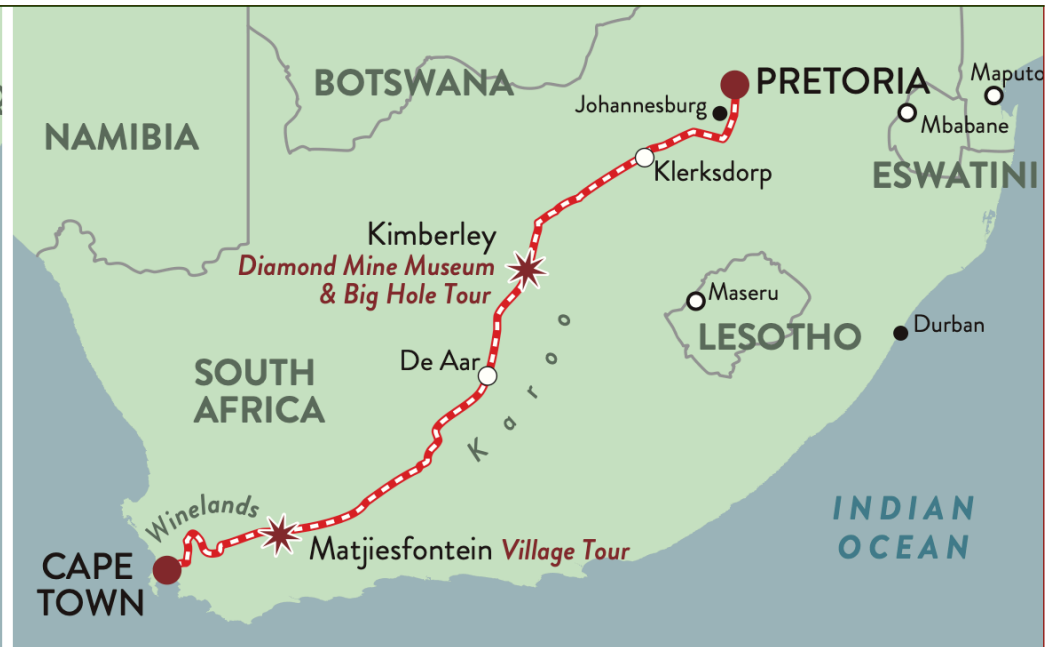 BOTSWANA
PRETORIA
Maputo
Johannesburg
Mbabane
NAMIBIA
Klerksdorp
ESWATINI
Kimberley
Diamond Mine Museum
& Big Hole Tour
Maseru
Durban
LESOTHO
De Aar
Karoo
SOUTH
AFRICA
Winelands
INDIAN
OCEAN
Matjiesfontein Village Tour
CAPE
TOWN